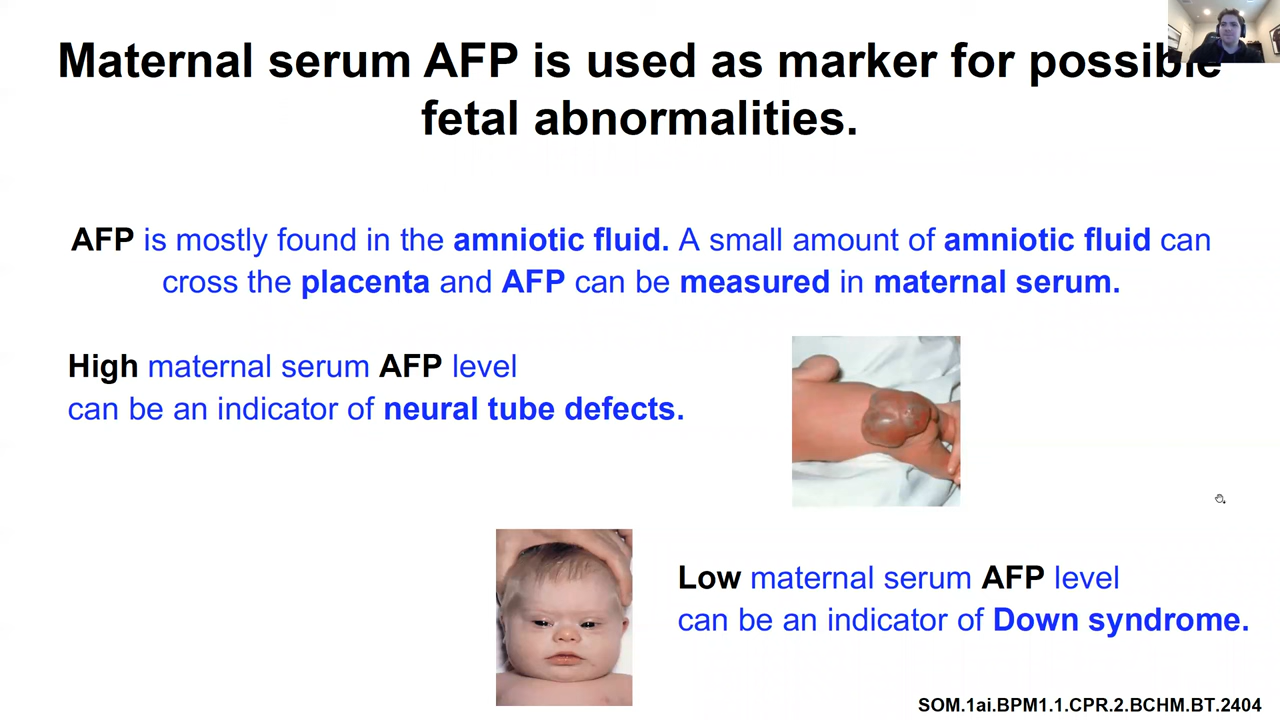 Maternal serum AFP is used as marker for possible
fetal abnormalities.
AFP is mostly found in the amniotic fluid. A small amount of amniotic fluid can
cross the placenta and AFP can be measured in maternal serum.
High maternal serum AFP level
can be an indicator of neural tube defects.
Low maternal serum AFP level
can be an indicator of Down syndrome.
SOM.1ai.BPM1.1.CPR.2.BCHM.BT.2404